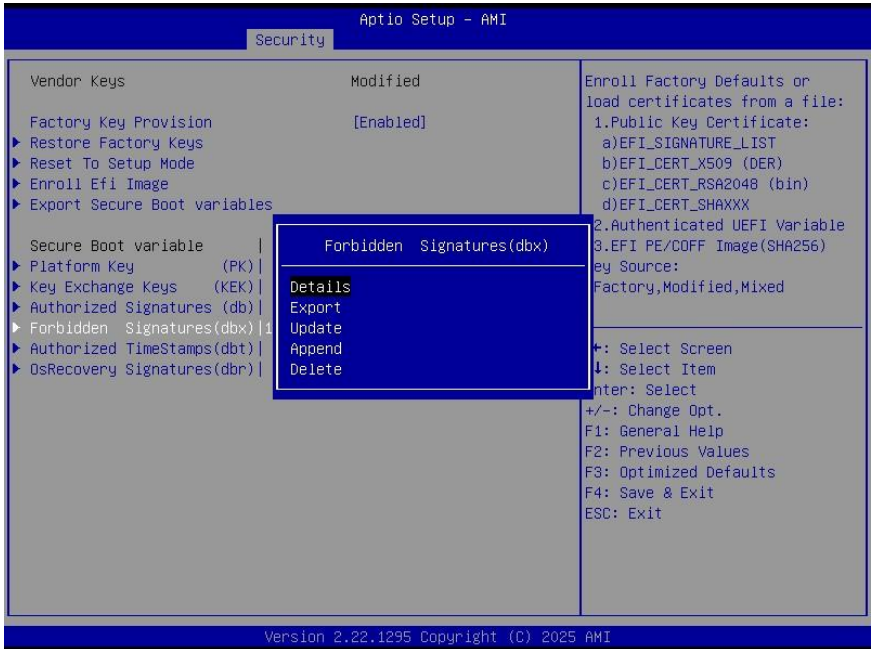 Aptio Setup – AMI
Security
Vendor Keys Modified
Factory Key Provision [Enabled]
Restore Factory Keys
Reset To Setup Mode
Enroll Efi Image
Export Secure Boot variables
Secure Boot variable |
Platform Key (PK)|
Key Exchange Keys (KEK)|
Authorized Signatures (db)|
Forbidden Signatures(dbx)|1
Authorized TimeStamps(dbt)|
OsRecovery Signatures(dbr)|
Forbidden Signatures(dbx)
Details
Export
Update
Append
Delete
Enroll Factory Defaults or
load certificates from a file:
1.Public Key Certificate:
a)EFI_SIGNATURE_LIST
b)EFI_CERT_X509 (DER)
c)EFI_CERT_RSA2048 (bin)
d)EFI_CERT_SHAXXX
2.Authenticated UEFI Variable
3.EFI PE/COFF Image(SHA256)
ey Source:
Factory,Modified,Mixed
: Select Screen
: Select Item
nter: Select
+/-: Change Opt.
F1: General Help
F2: Previous Values
F3: Optimized Defaults
F4: Save & Exit
ESC: Exit
Version 2.22.1295 Copyright (C) 2025 AMI